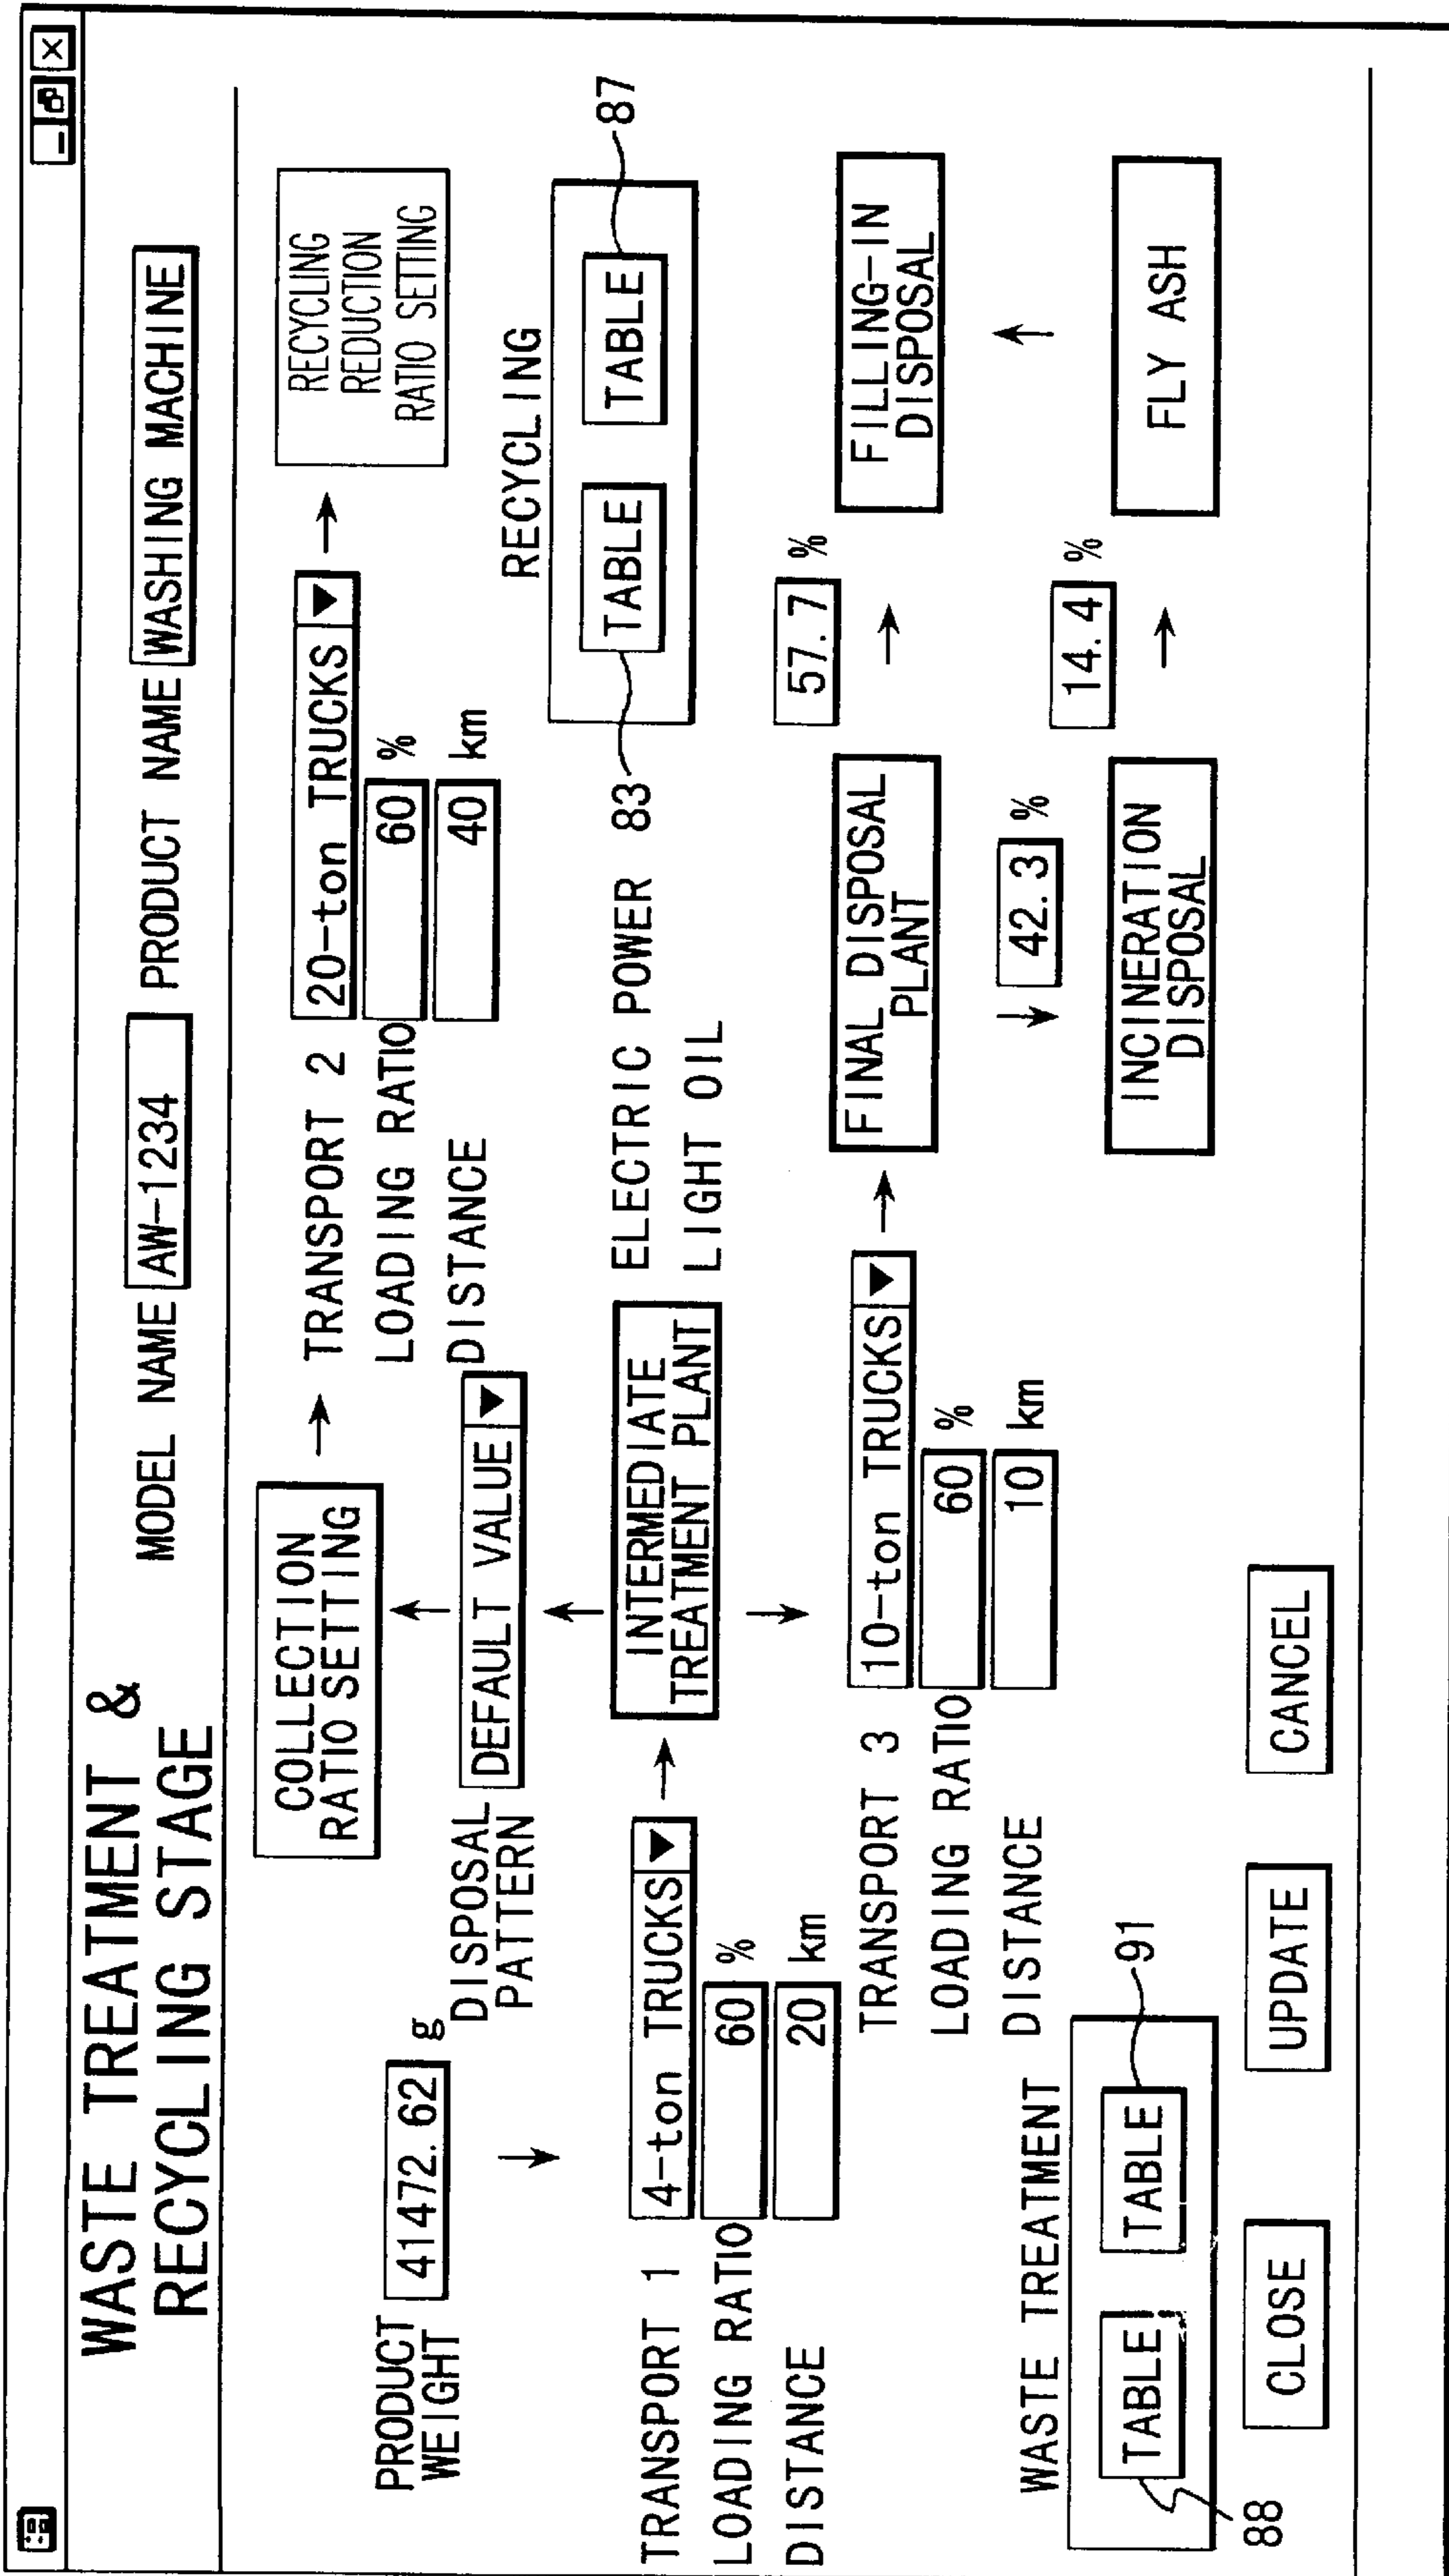 WASTE TREATMENT &
RECYCLING STAGE
MODEL NAME AW-1234 PRODUCT NAME WASHING MACHINE
PRODUCT
WEIGHT
41472.62 g
COLLECTION
RATIO SETTING
TRANSPORT 2 20-ton TRUCKS
LOADING RATIO 60 %
DISTANCE 40 km
RECYCLING
REDUCTION
RATIO SETTING
DISPOSAL
PATTERN
DEFAULT VALUE
TRANSPORT 1 4-ton TRUCKS
LOADING RATIO 60 %
DISTANCE 20 km
INTERMEDIATE
TREATMENT PLANT
ELECTRIC POWER
LIGHT OIL
RECYCLING
83 TABLE TABLE 87
TRANSPORT 3 10-ton TRUCKS
LOADING RATIO 60 %
DISTANCE 10 km
FINAL DISPOSAL
PLANT
57.7 %
FILLING-IN
DISPOSAL
42.3 %
INCINERATION
DISPOSAL
14.4 %
FLY ASH
WASTE TREATMENT
88 TABLE TABLE 91
CLOSE UPDATE CANCEL